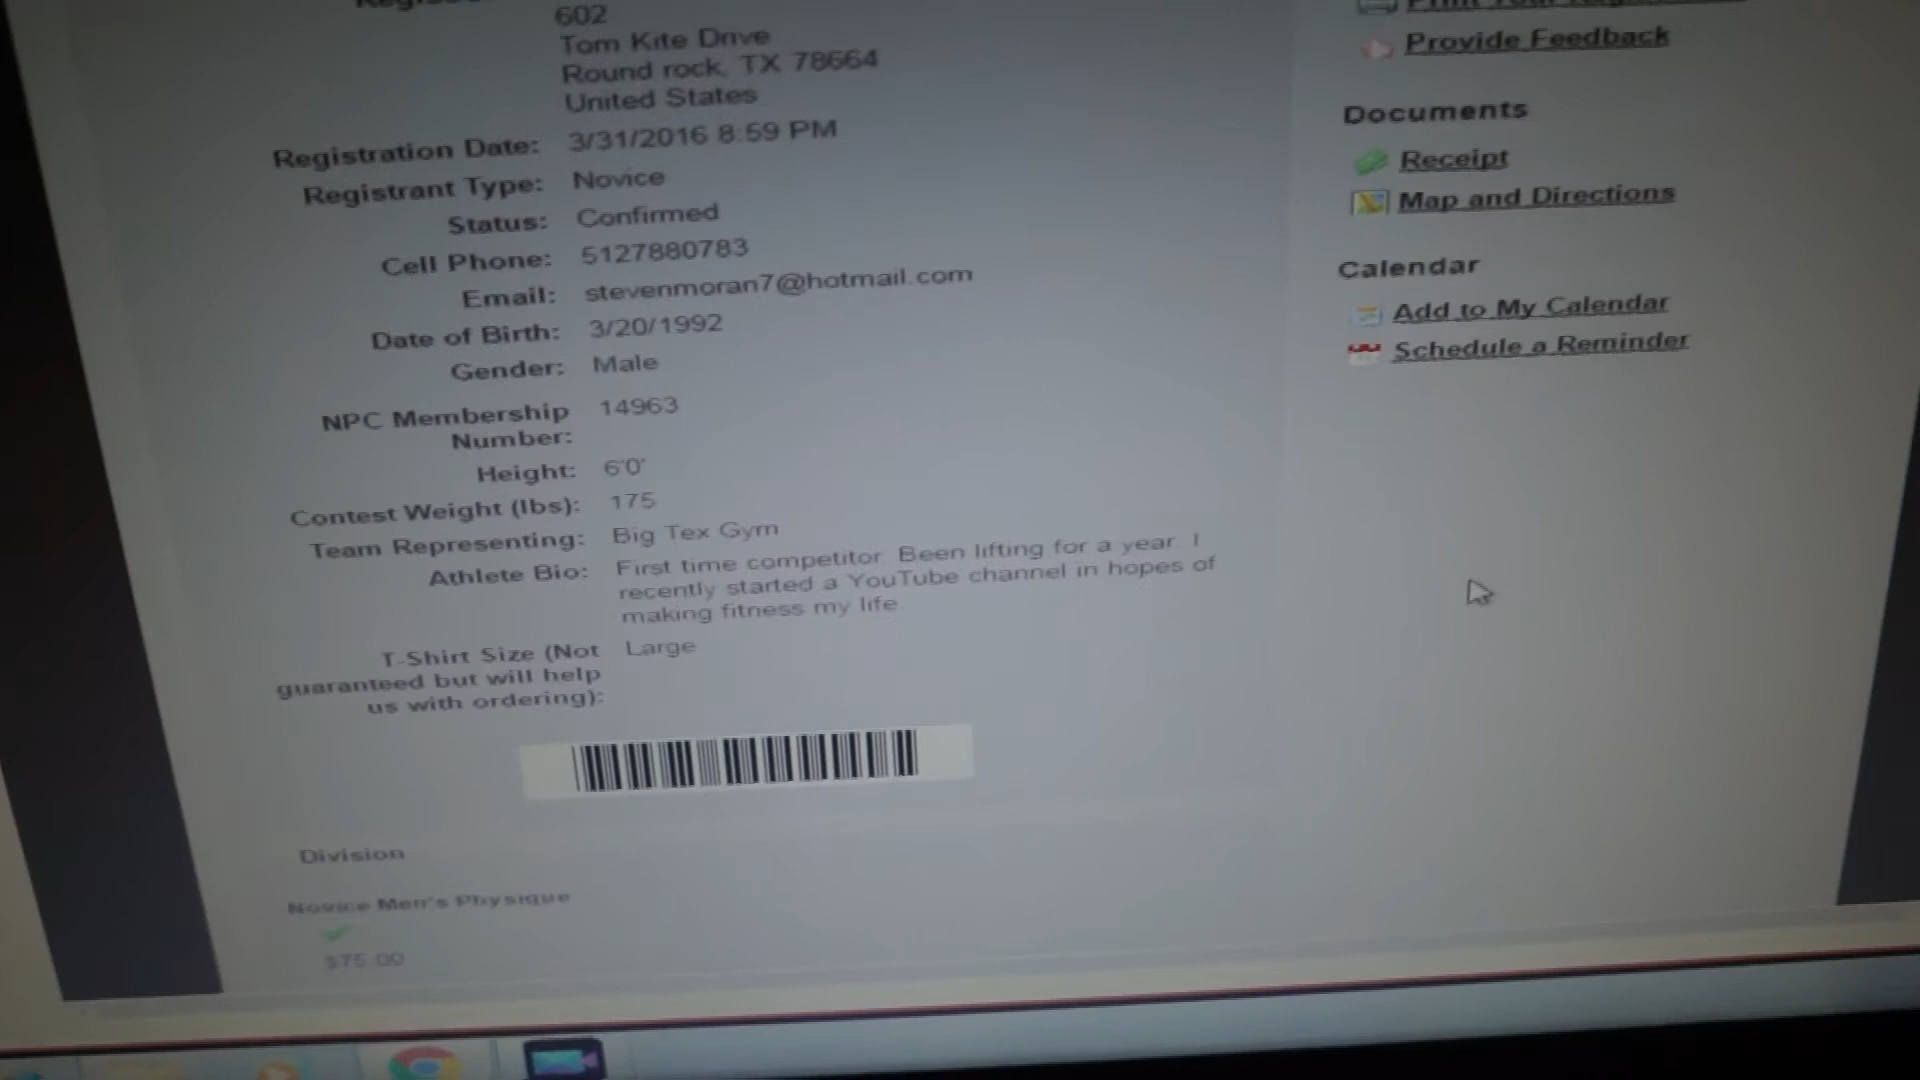 602
Tom Kite Drive
Round rock, TX 78664
United States
Registration Date: 3/31/2016 8:59 PM
Registrant Type: Novice
Status: Confirmed
Cell Phone: 5127880783
Email: stevenmoran7@hotmail.com
Date of Birth: 3/20/1992
Gender: Male
NPC Membership Number: 14963
Height: 6'0'
Contest Weight (lbs): 175
Team Representing: Big Tex Gym
Athlete Bio: First time competitor. Been lifting for a year. I
recently started a YouTube channel in hopes of
making fitness my life.
T-Shirt Size (Not Large
guaranteed but will help
us with ordering):
Division
Novice Men's Physique
$75.00
Print Your
Provide Feedback
Documents
Receipt
Map and Directions
Calendar
Add to My Calendar
Schedule a Reminder